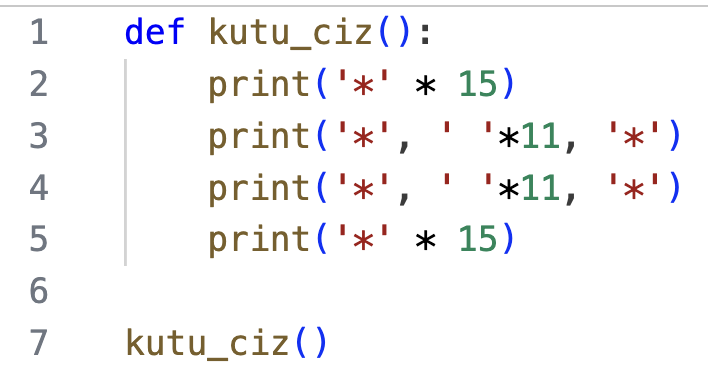 1 def kutu_ciz():
2     print('*' * 15)
3     print('*', ' '*11, '*')
4     print('*', ' '*11, '*')
5     print('*' * 15)
6
7 kutu_ciz()